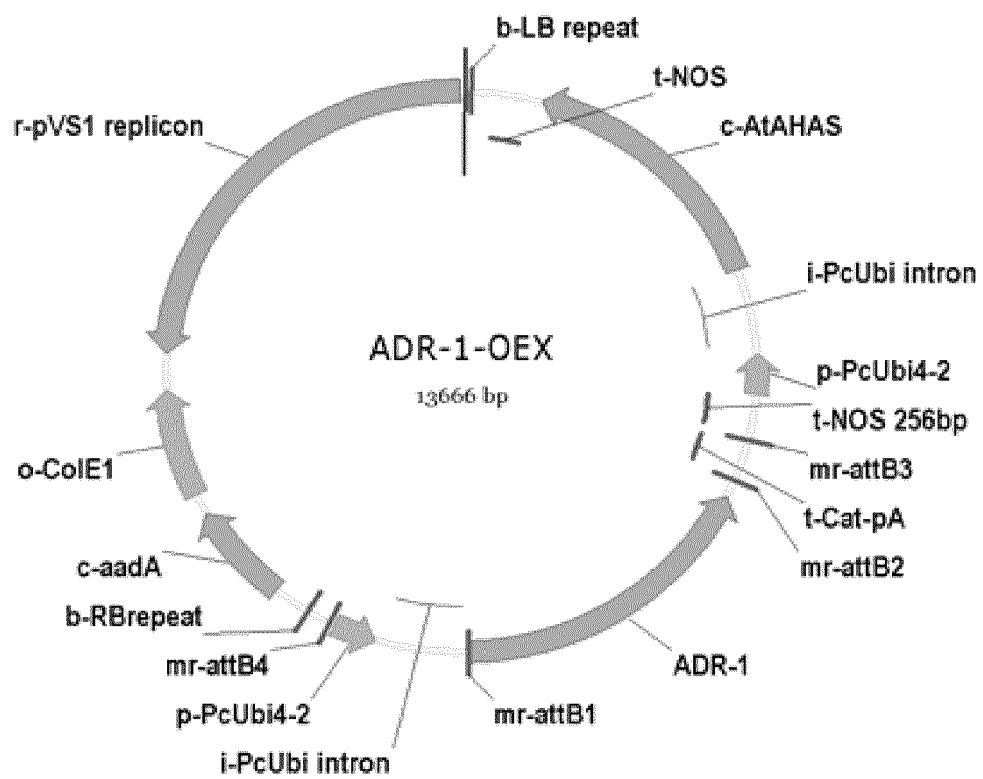 b-LB repeat
t-NOS
c-AtAHAS
r-pVS1 replicon
i-PcUbi intron
ADR-1-OEX
13666 bp
p-PcUbi4-2
t-NOS 256bp
mr-attB3
o-ColE1
t-Cat-pA
mr-attB2
c-aadA
b-RBrepeat
mr-attB4
ADR-1
p-PcUbi4-2
mr-attB1
i-PcUbi intron